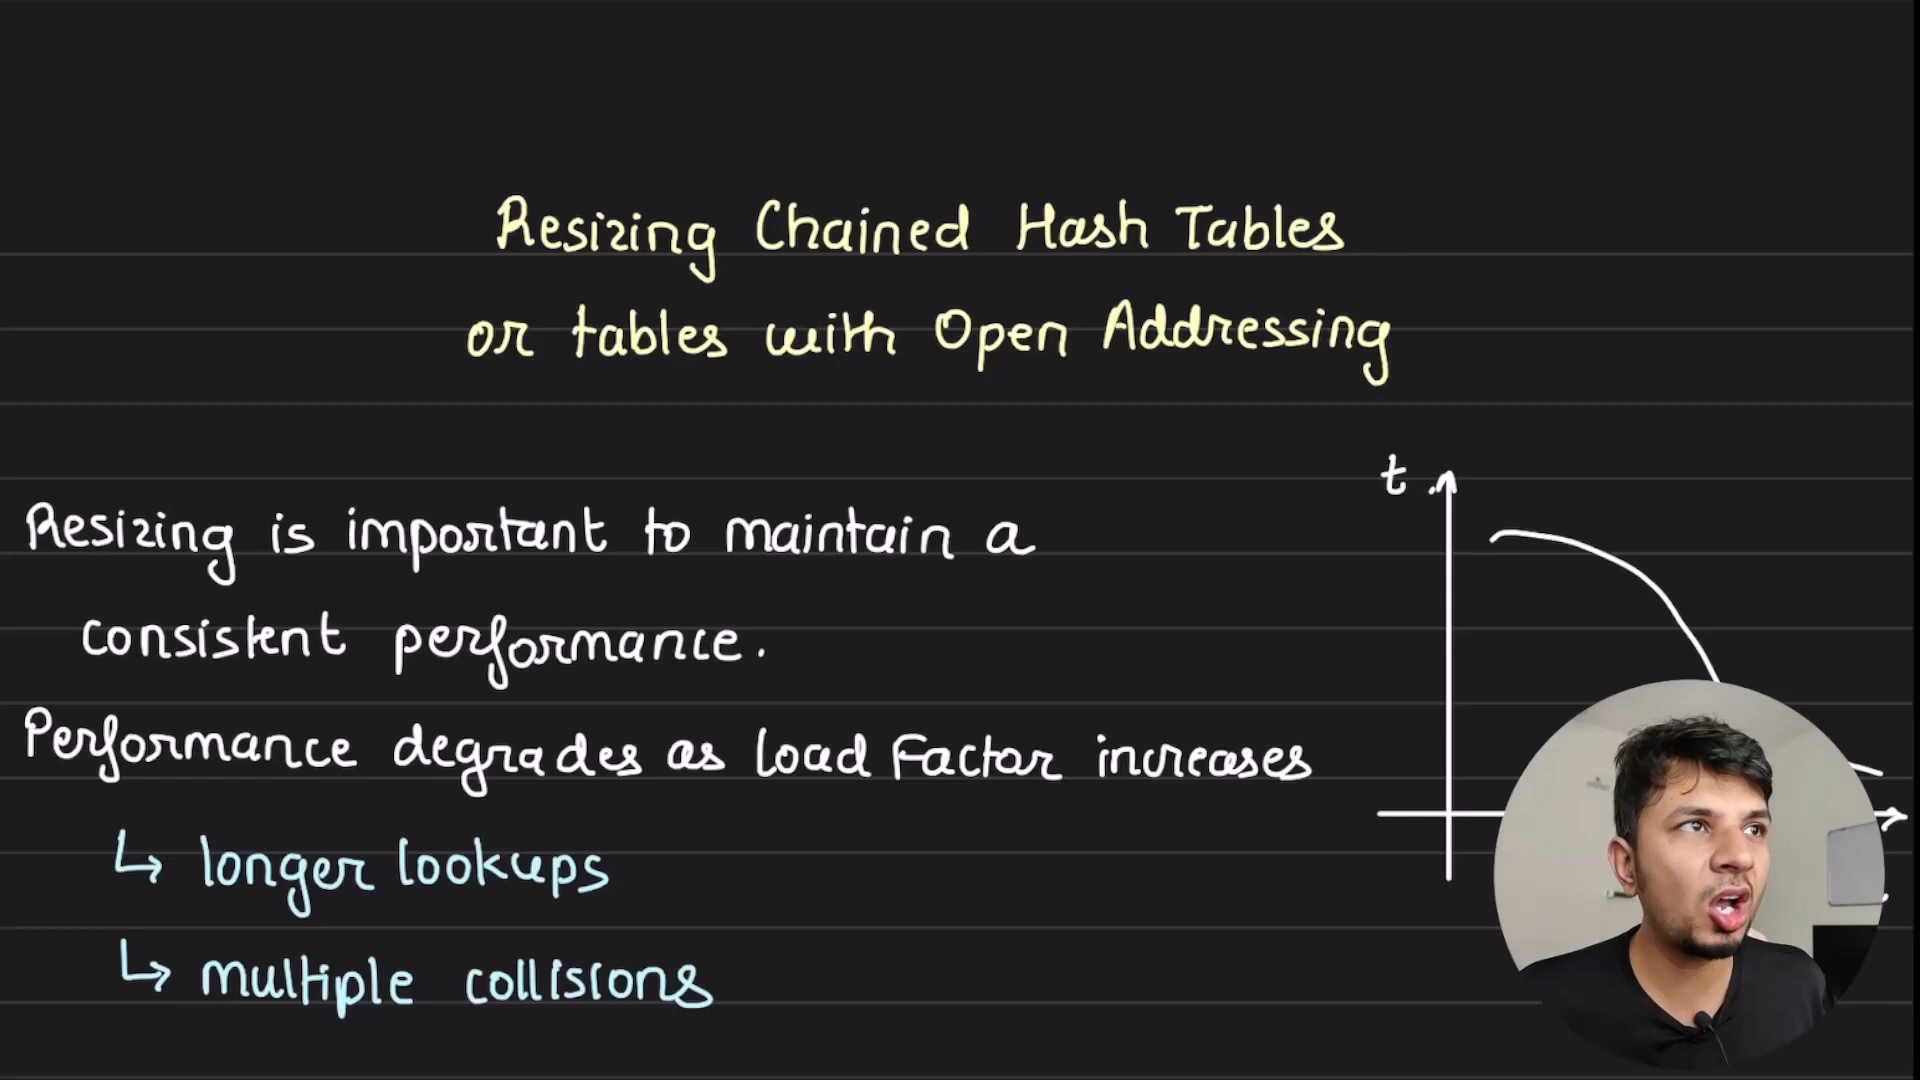 Resizing Chained Hash Tables
or tables with Open Addressing
Resizing is important to maintain a
consistent performance.
Performance degrades as load Factor increases
↳ longer lookups
↳ multiple collisions
t